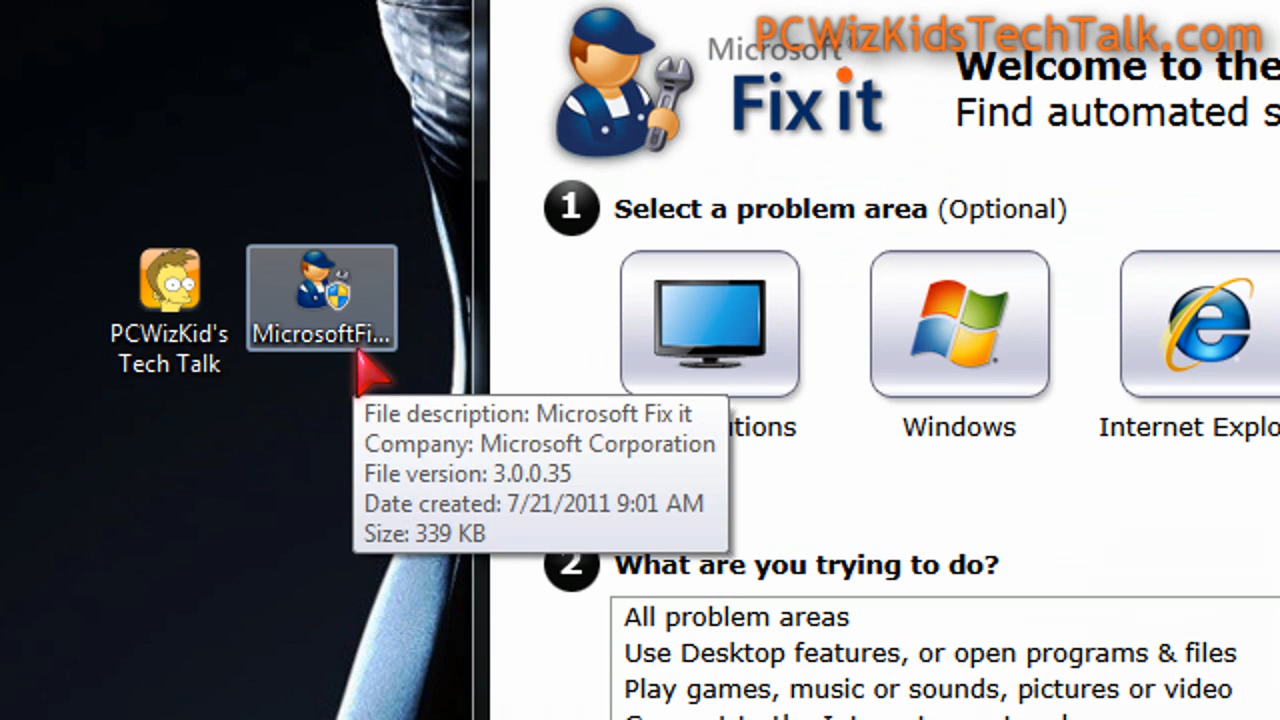 PCWizKidsTechTalk.com
Microsoft
Fix it
Welcome to the
Find automated s
1
Select a problem area (Optional)
PCWizKid's
Tech Talk
MicrosoftFi...
File description: Microsoft Fix it
Company: Microsoft Corporation
File version: 3.0.0.35
Date created: 7/21/2011 9:01 AM
Size: 339 KB
utions
Windows
Internet Explo
2
What are you trying to do?
All problem areas
Use Desktop features, or open programs & files
Play games, music or sounds, pictures or video